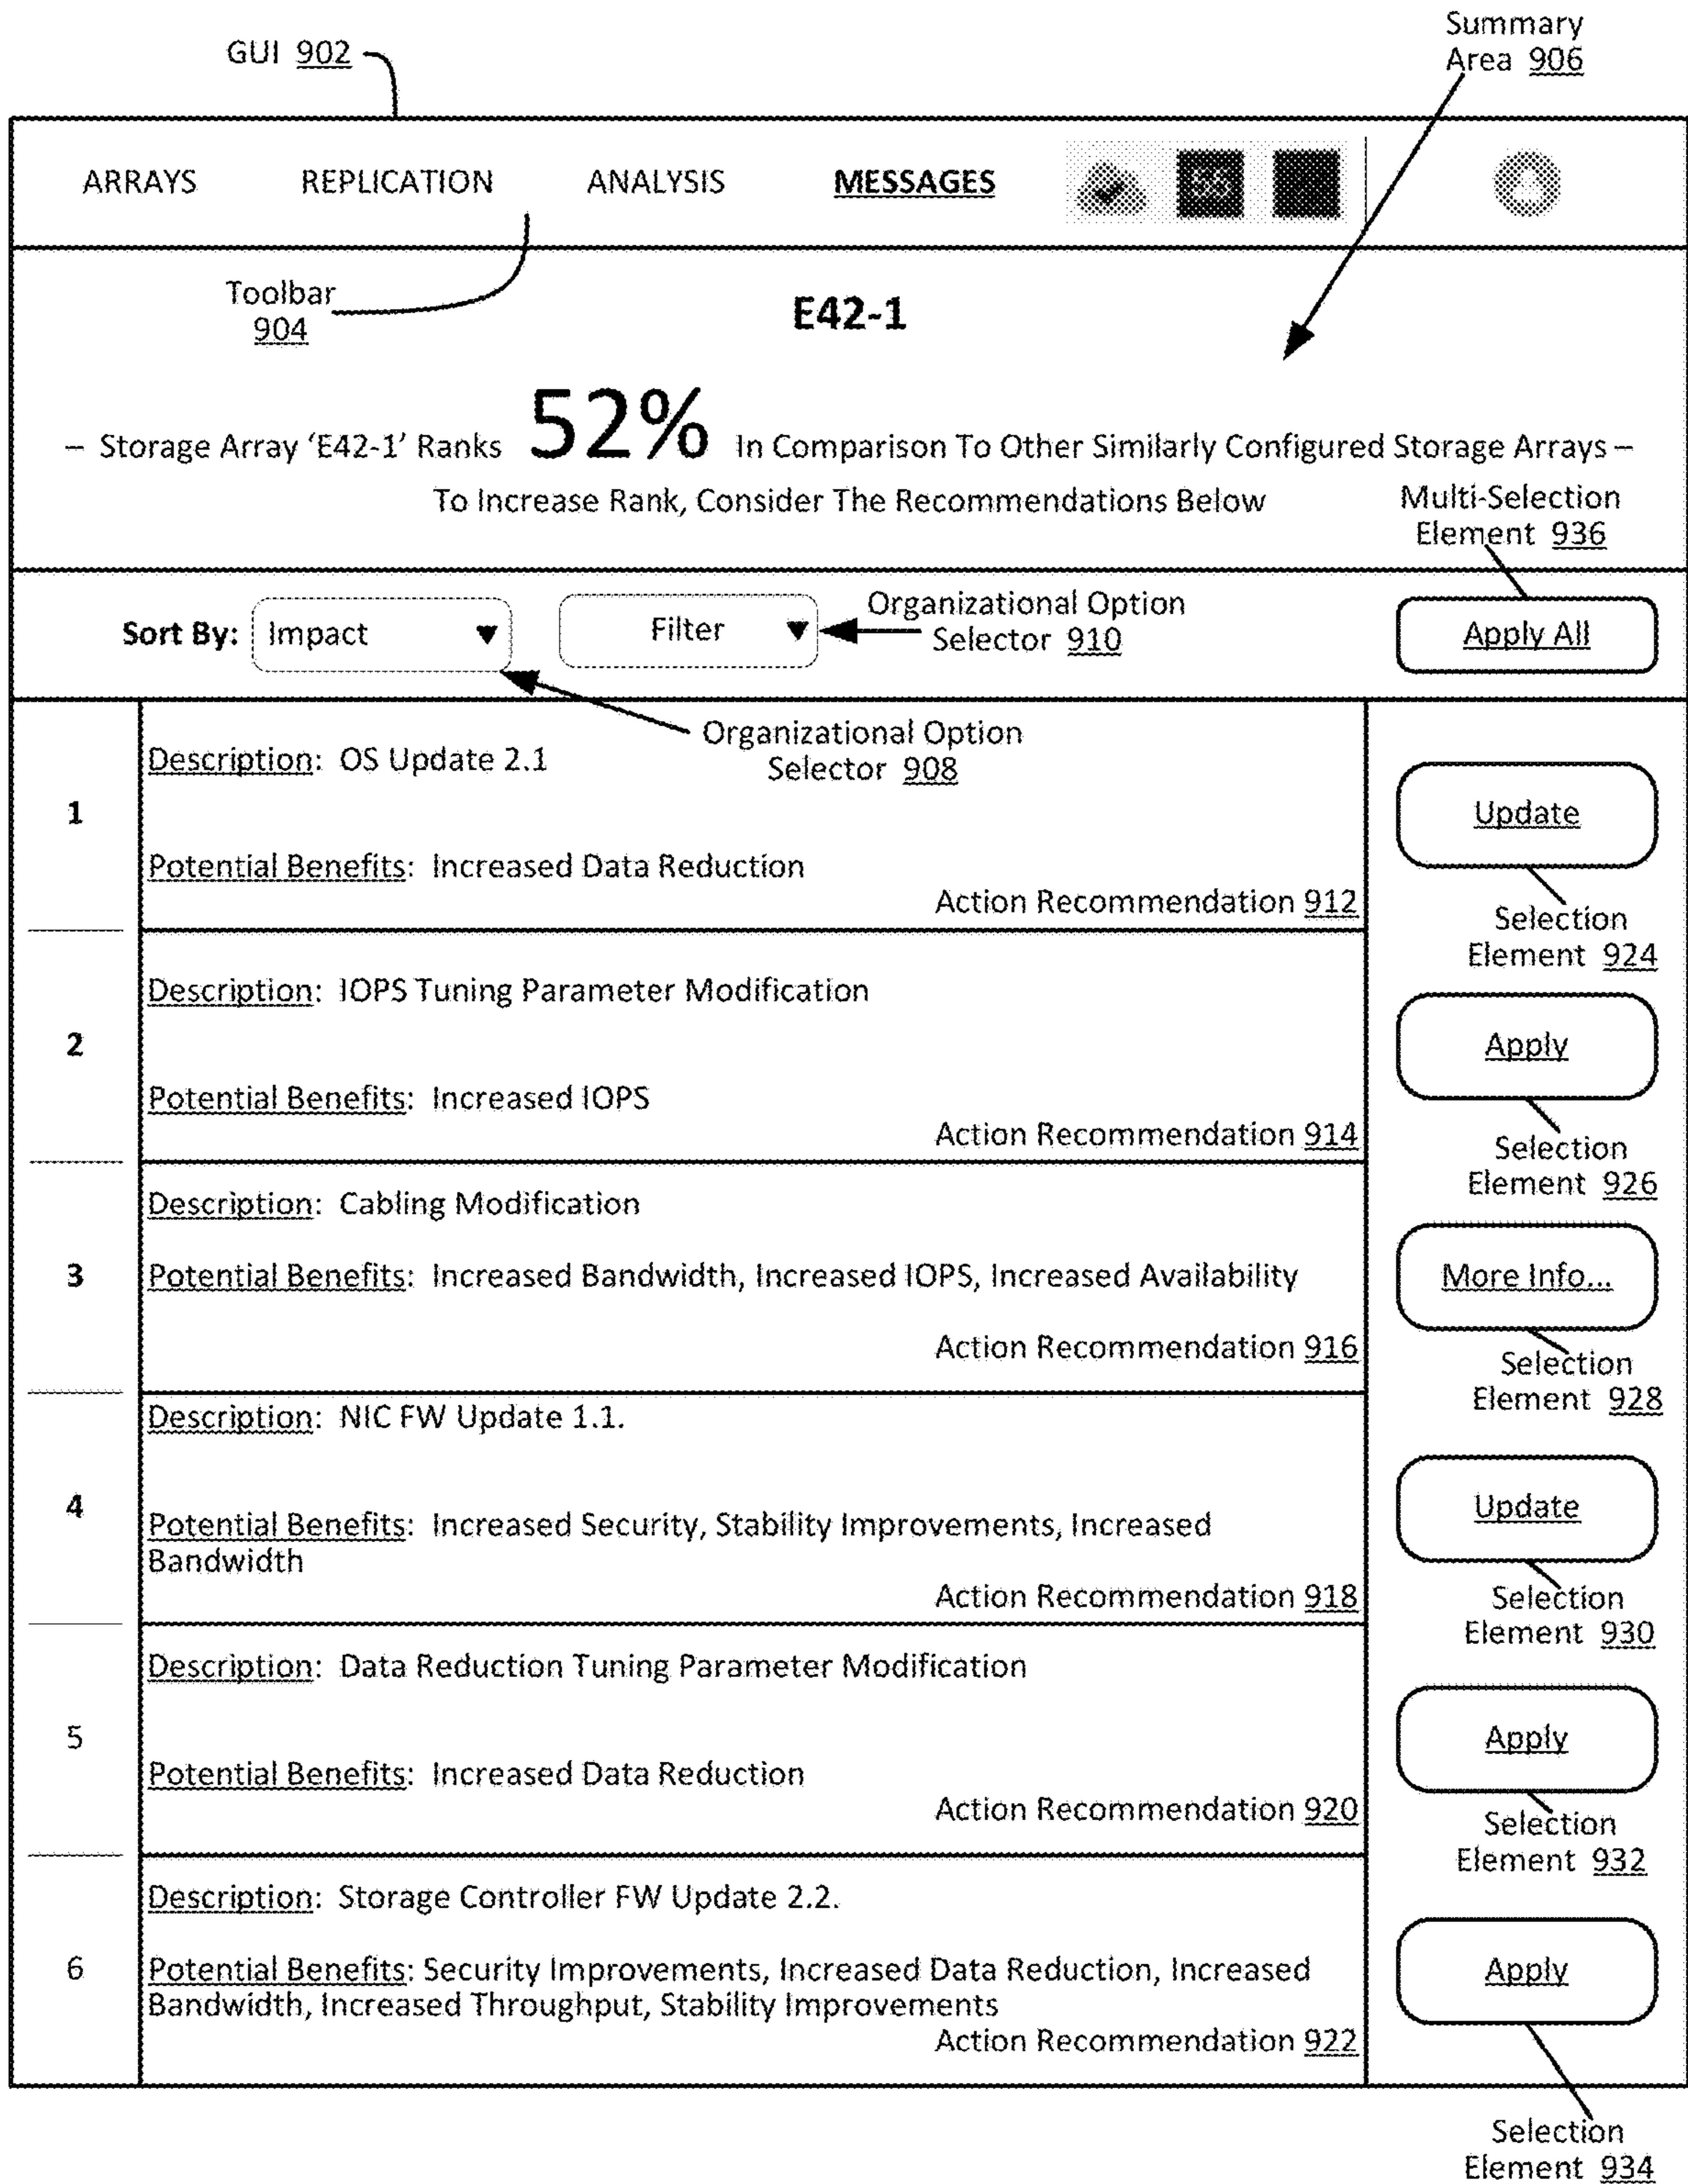 GUI 902
Summary
Area 906
ARRAYS REPLICATION ANALYSIS MESSAGES 55
Toolbar
904
E42-1
– Storage Array ‘E42-1’ Ranks 52% In Comparison To Other Similarly Configured Storage Arrays –
To Increase Rank, Consider The Recommendations Below
Multi-Selection
Element 936
Sort By: Impact ▼ Filter ▼
Organizational Option
Selector 910
Apply All
Organizational Option
Selector 908
1
Description: OS Update 2.1
Potential Benefits: Increased Data Reduction
Action Recommendation 912
Update
Selection
Element 924
2
Description: IOPS Tuning Parameter Modification
Potential Benefits: Increased IOPS
Action Recommendation 914
Apply
Selection
Element 926
3
Description: Cabling Modification
Potential Benefits: Increased Bandwidth, Increased IOPS, Increased Availability
Action Recommendation 916
More Info...
Selection
Element 928
4
Description: NIC FW Update 1.1.
Potential Benefits: Increased Security, Stability Improvements, Increased
Bandwidth
Action Recommendation 918
Update
Selection
Element 930
5
Description: Data Reduction Tuning Parameter Modification
Potential Benefits: Increased Data Reduction
Action Recommendation 920
Apply
Selection
Element 932
6
Description: Storage Controller FW Update 2.2.
Potential Benefits: Security Improvements, Increased Data Reduction, Increased
Bandwidth, Increased Throughput, Stability Improvements
Action Recommendation 922
Apply
Selection
Element 934